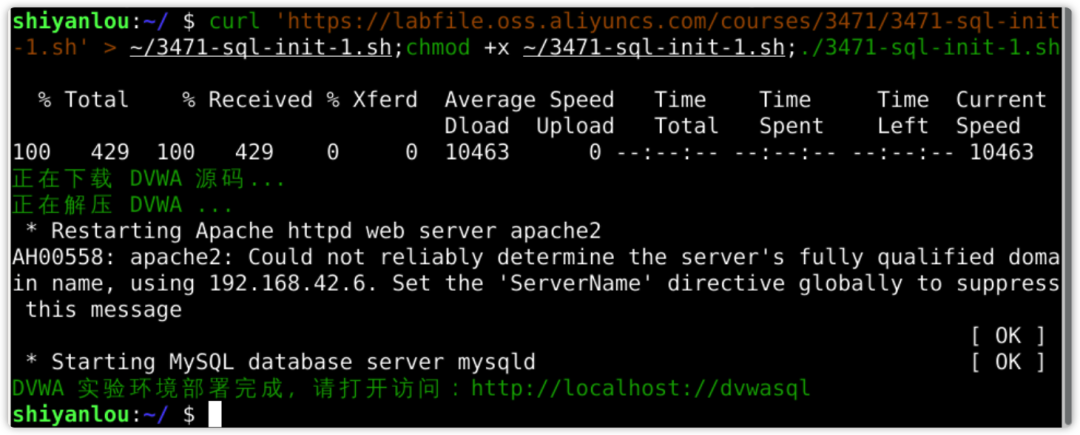 shiyanlou:~/ $ curl 'https://labfile.oss.aliyuncs.com/courses/3471/3471-sql-init
-1.sh' > ~/3471-sql-init-1.sh;chmod +x ~/3471-sql-init-1.sh;./3471-sql-init-1.sh
% Total % Received % Xferd Average Speed Time Time Time Current
Dload Upload Total Spent Left Speed
100 429 100 429 0 0 10463 0 --:--:-- --:--:-- --:--:-- 10463
正在下载 DVWA 源码...
正在解压 DVWA ...
* Restarting Apache httpd web server apache2
AH00558: apache2: Could not reliably determine the server's fully qualified doma
in name, using 192.168.42.6. Set the 'ServerName' directive globally to suppress
this message
[ OK ]
* Starting MySQL database server mysqld [ OK ]
DVWA 实验环境部署完成, 请打开访问：http://localhost://dvwasql
shiyanlou:~/ $